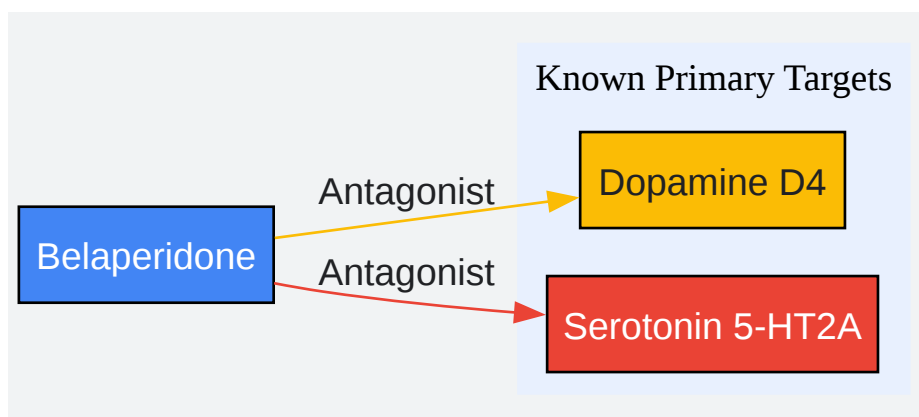 Known Primary Targets
Dopamine D4
Antagonist
Belaperidone
Antagonist
Serotonin 5-HT2A